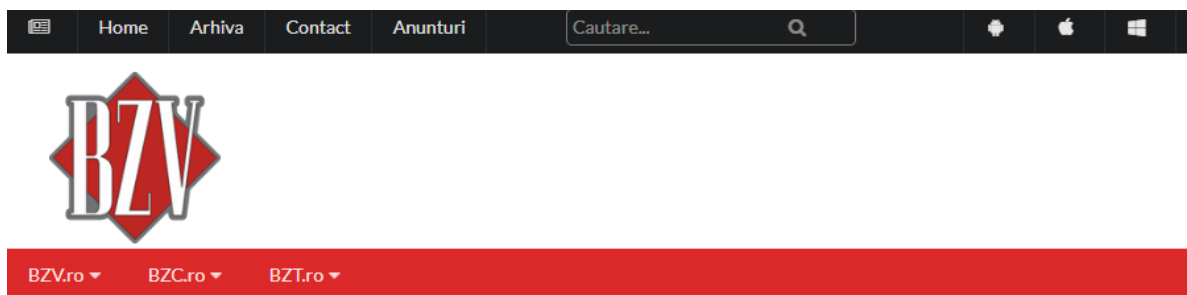 Home Arhiva Contact Anunturi Cautare...
BZV
BZV.ro BZC.ro BZT.ro